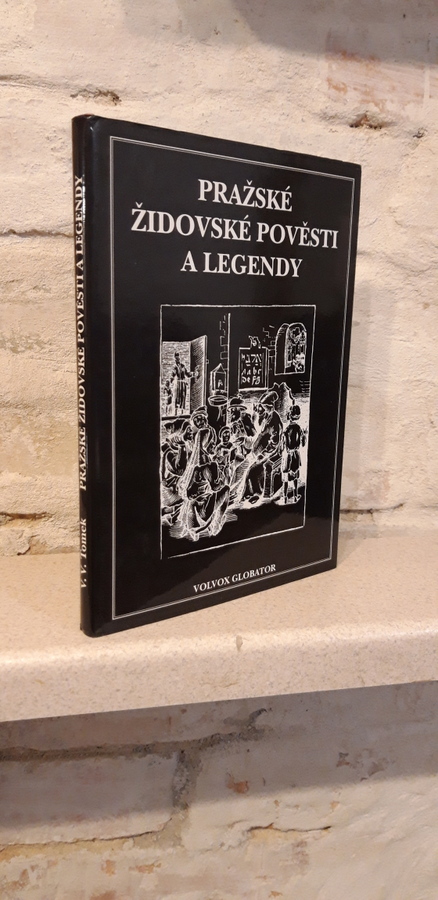 PRAŽSKÉ
ŽIDOVSKÉ POVĚSTI
A LEGENDY
VOLVOX GLOBATOR
V. V. Tomek PRAŽSKÉ ŽIDOVSKÉ POVĚSTI A LEGENDY